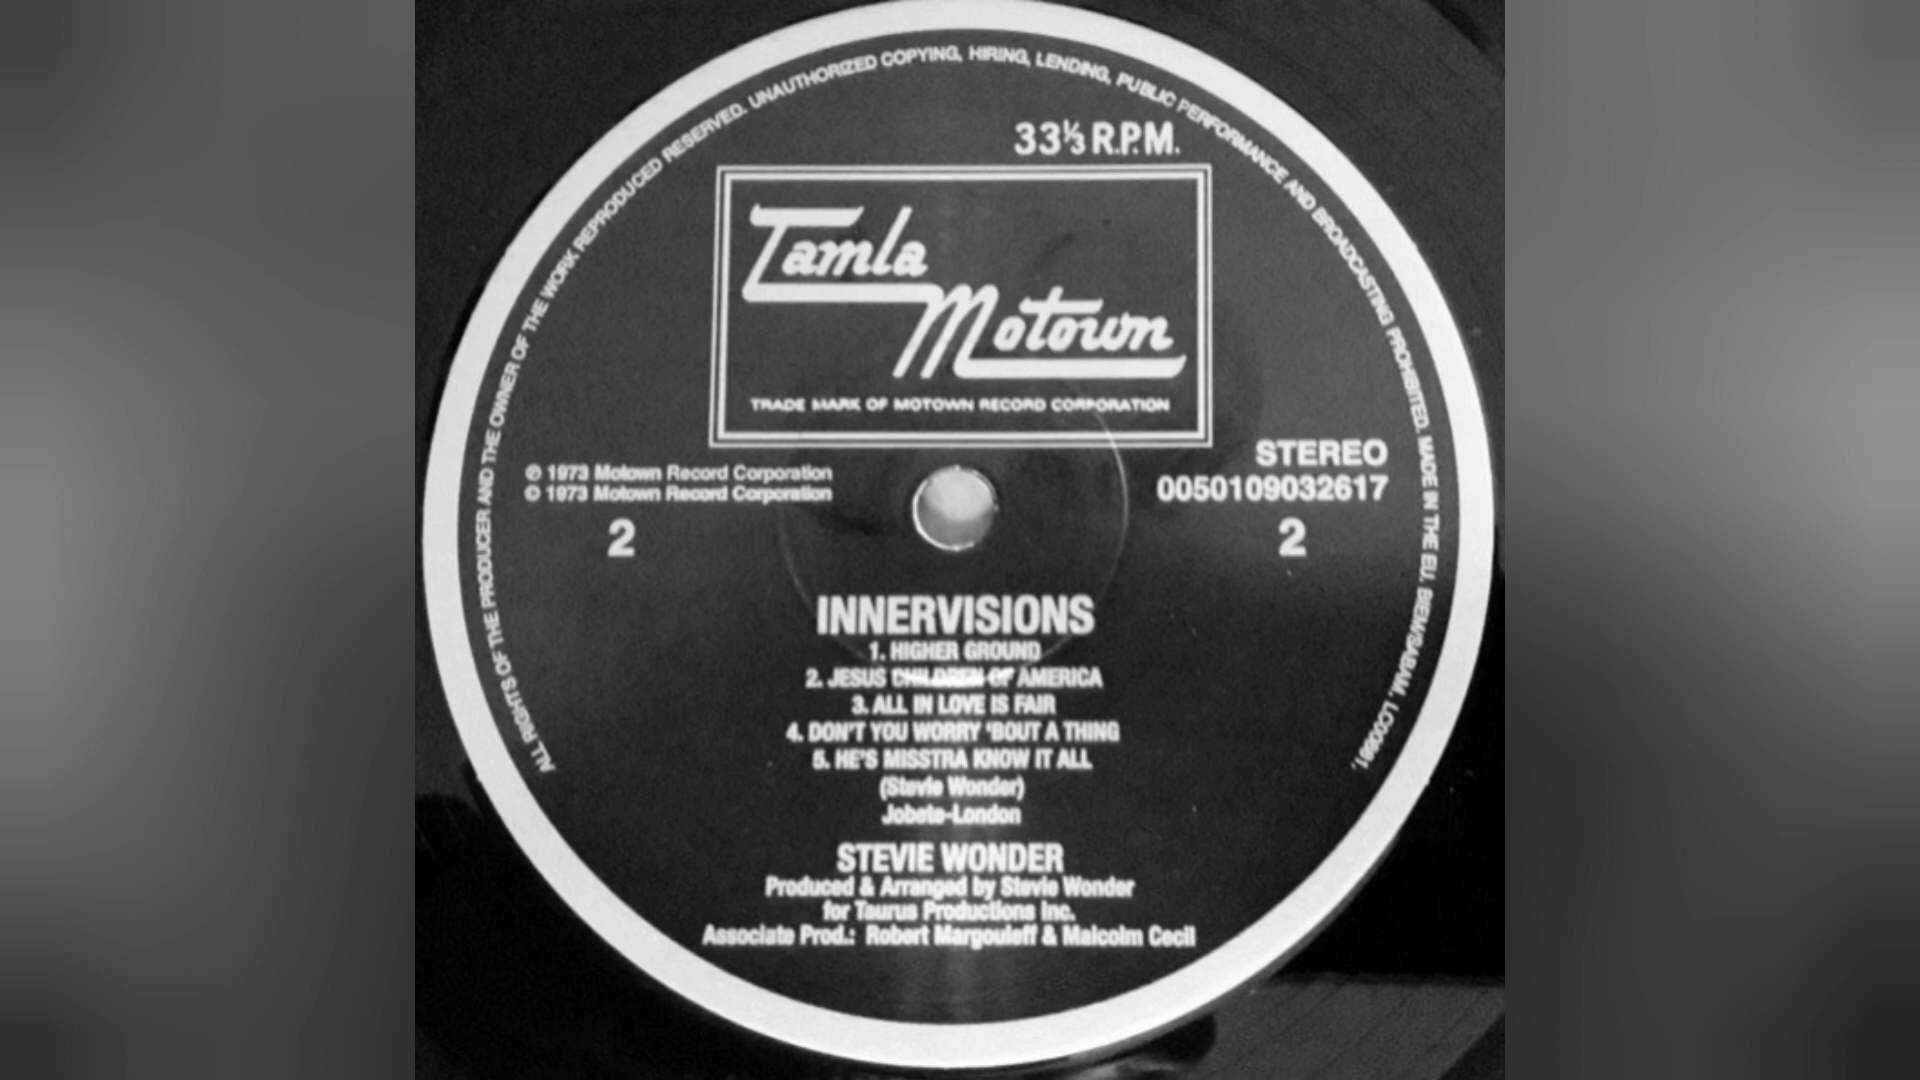 ALL RIGHTS OF THE PRODUCER AND THE OWNER OF THE WORK REPRODUCED RESERVED. UNAUTHORIZED COPYING, HIRING, LENDING, PUBLIC PERFORMANCE AND BROADCASTING PROHIBITED. MADE IN THE EU. BIEM/SABAM. LC00881.
33⅓ R.P.M.
Tamla
Motown
TRADE MARK OF MOTOWN RECORD CORPORATION
STEREO
℗ 1973 Motown Record Corporation
© 1973 Motown Record Corporation
0050109032617
2
2
INNERVISIONS
1. HIGHER GROUND
2. JESUS CHILDREN OF AMERICA
3. ALL IN LOVE IS FAIR
4. DON'T YOU WORRY 'BOUT A THING
5. HE'S MISSTRA KNOW IT ALL
(Stevie Wonder)
Jobete-London
STEVIE WONDER
Produced & Arranged by Stevie Wonder
for Taurus Productions Inc.
Associate Prod.: Robert Margouleff & Malcolm Cecil